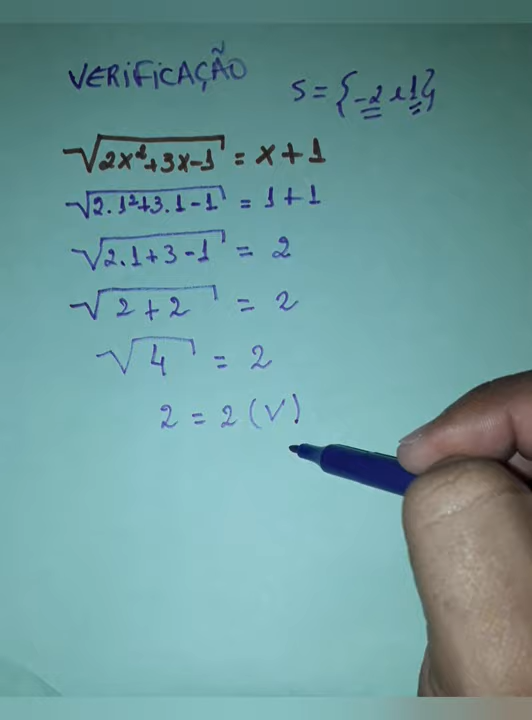 VERIFICAÇÃO
S = {-2 e 1}
√2x²+3x-1 = x+1
√2.1²+3.1-1 = 1+1
√2.1+3-1 = 2
√2+2 = 2
√4 = 2
2 = 2 (V)